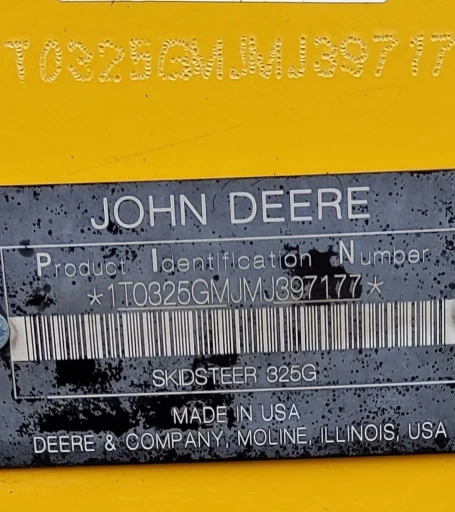 T0325GMJMJ39717
JOHN DEERE
Product Identification Number
*1T0325GMJMJ397177*
SKIDSTEER 325G
MADE IN USA
DEERE & COMPANY, MOLINE, ILLINOIS, USA